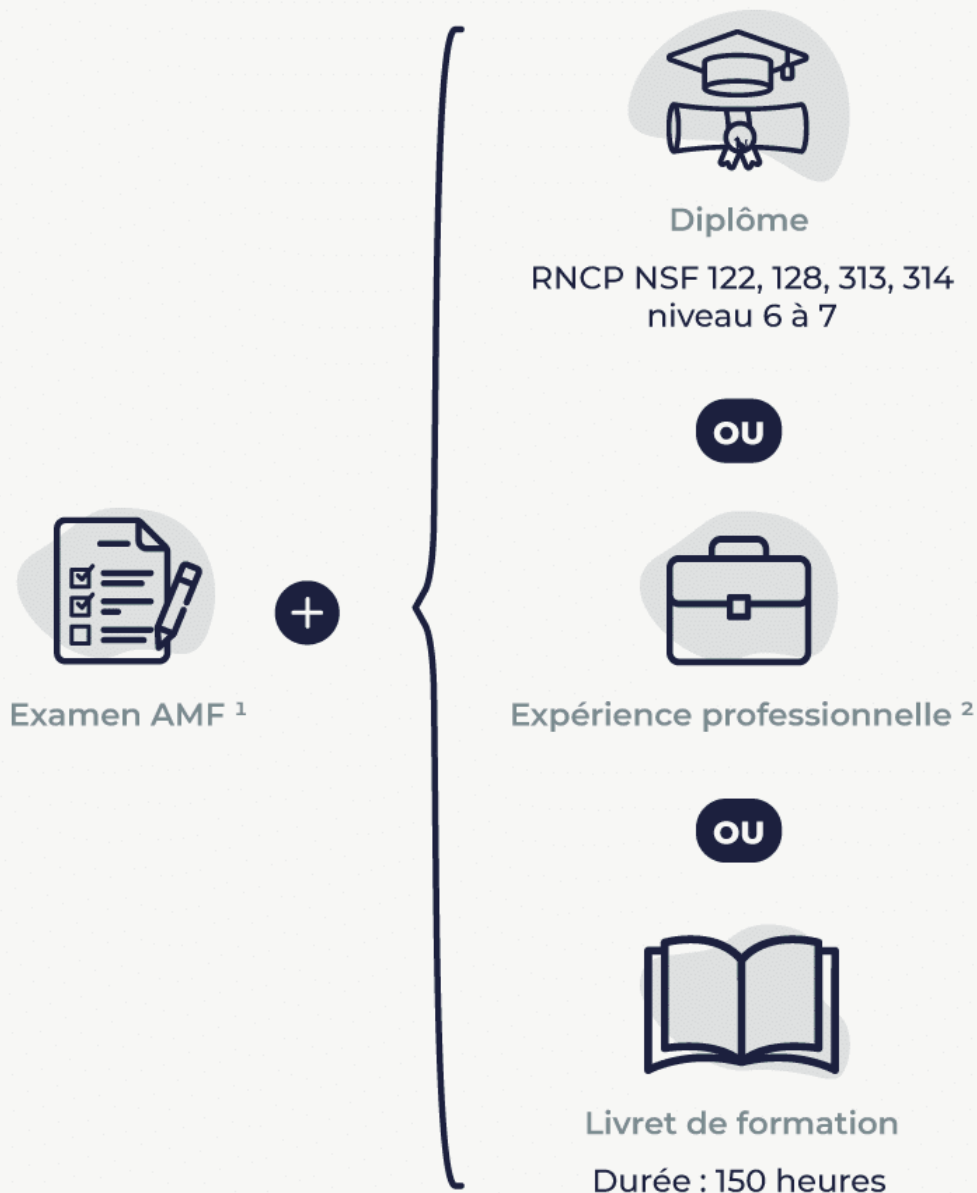 Diplôme
RNCP NSF 122, 128, 313, 314
niveau 6 à 7
OU
Examen AMF ¹
+
Expérience professionnelle ²
OU
Livret de formation
Durée : 150 heures